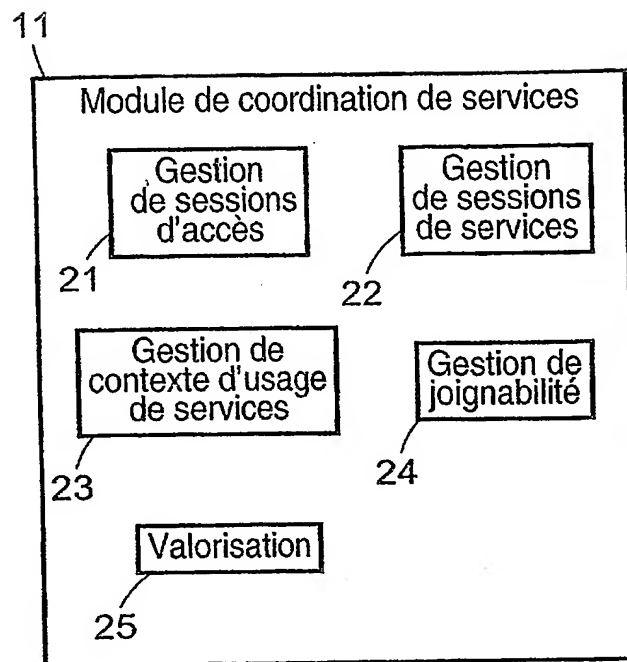 11
Module de coordination de services
Gestion
de sessions
d'accès
21
Gestion
de sessions
de services
22
Gestion de
contexte d'usage
de services
23
Gestion de
joignabilité
24
Valorisation
25